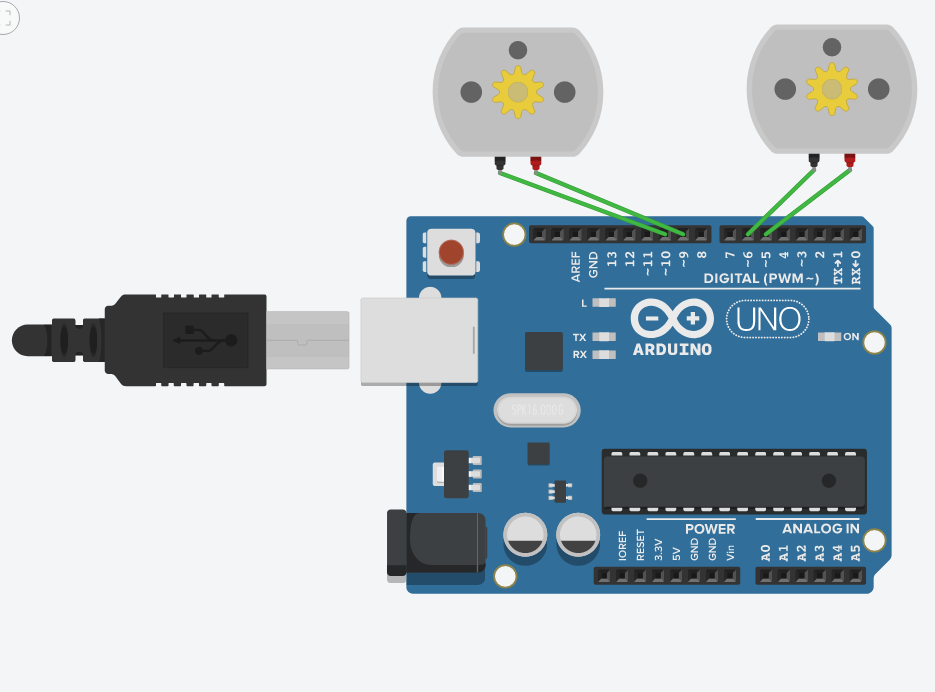 AREF
GND
13
12
~11
~10
~9
8
7
~6
~5
4
~3
2
TX→1
RX←0
DIGITAL (PWM~)
L
TX
RX
ARDUINO
UNO
ON
SPK16.000G
POWER
ANALOG IN
IOREF
RESET
3.3V
5V
GND
GND
Vin
A0
A1
A2
A3
A4
A5